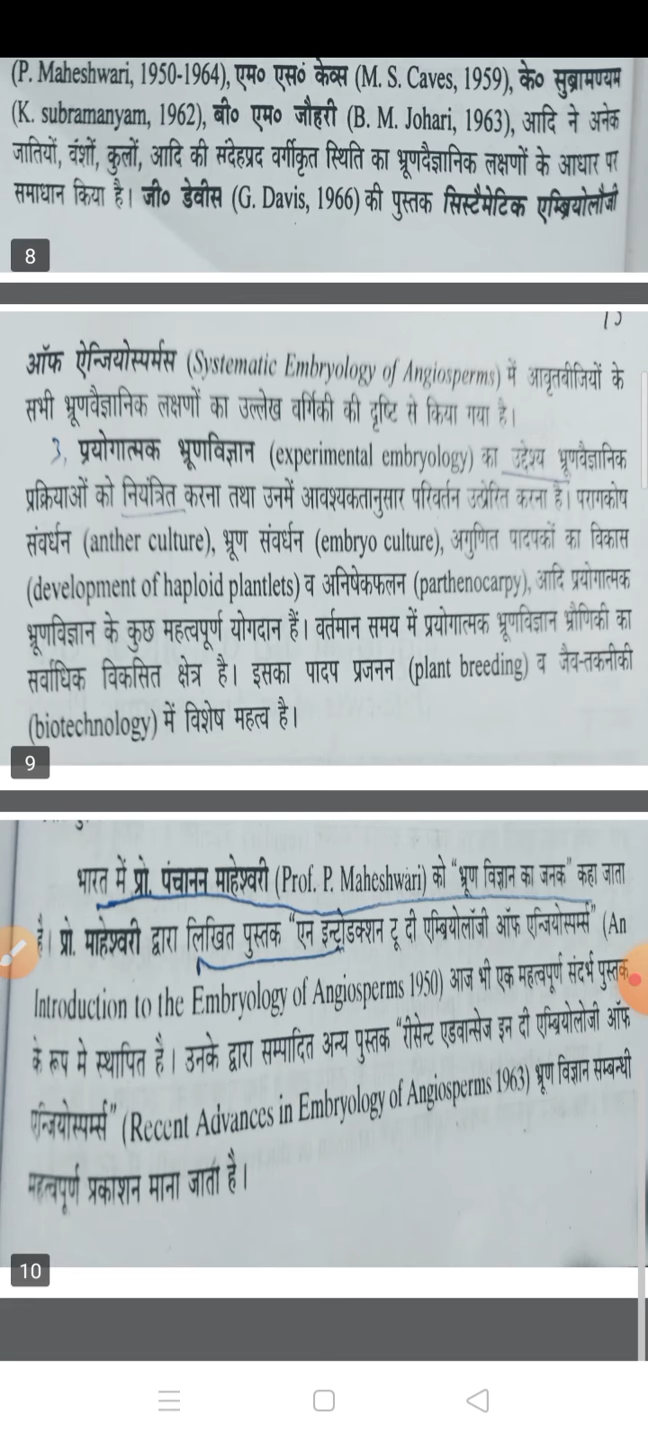 (P. Maheshwari, 1950-1964), एम० एस० केव्स (M. S. Caves, 1959), के० सुब्रामण्यम
(K. subramanyam, 1962), बी० एम० जौहरी (B. M. Johari, 1963), आदि ने अनेक
जातियों, वंशों, कुलों, आदि की संदेहप्रद वर्गीकृत स्थिति का भ्रूणवैज्ञानिक लक्षणों के आधार पर
समाधान किया है। जी० डेवीस (G. Davis, 1966) की पुस्तक सिस्टैमेटिक एम्ब्रियोलौजी
8
ऑफ ऐन्जियोस्पर्मस (Systematic Embryology of Angiosperms) में आवृतबीजियों के
सभी भ्रूणवैज्ञानिक लक्षणों का उल्लेख वर्गिकी की दृष्टि से किया गया है।
3. प्रयोगात्मक भ्रूणविज्ञान (experimental embryology) का उद्देश्य भ्रूणवैज्ञानिक
प्रक्रियाओं को नियंत्रित करना तथा उनमें आवश्यकतानुसार परिवर्तन उत्प्रेरित करना है। परागकोष
संवर्धन (anther culture), भ्रूण संवर्धन (embryo culture), अगुणित पादपकों का विकास
(development of haploid plantlets) व अनिषेकफलन (parthenocarpy), आदि प्रयोगात्मक
भ्रूणविज्ञान के कुछ महत्वपूर्ण योगदान हैं। वर्तमान समय में प्रयोगात्मक भ्रूणविज्ञान भ्रौणिकी का
सर्वाधिक विकसित क्षेत्र है। इसका पादप प्रजनन (plant breeding) व जैव-तकनीकी
(biotechnology) में विशेष महत्व है।
9
भारत में प्रो. पंचानन माहेश्वरी (Prof. P. Maheshwari) को "भ्रूण विज्ञान का जनक" कहा जाता
है। प्रो. माहेश्वरी द्वारा लिखित पुस्तक "एन इन्ट्रोडक्शन टू दी एम्ब्रियोलॉजी ऑफ एन्जियोस्पर्म्स" (An
Introduction to the Embryology of Angiosperms 1950) आज भी एक महत्वपूर्ण संदर्भ पुस्तक
के रूप मे स्थापित है। उनके द्वारा सम्पादित अन्य पुस्तक "रीसेन्ट एडवान्सेज इन दी एम्ब्रियोलोजी ऑफ
एन्जियोस्पर्म्स" (Recent Advances in Embryology of Angiosperms 1963) भ्रूण विज्ञान सम्बन्धी
महत्वपूर्ण प्रकाशन माना जाता है।
10